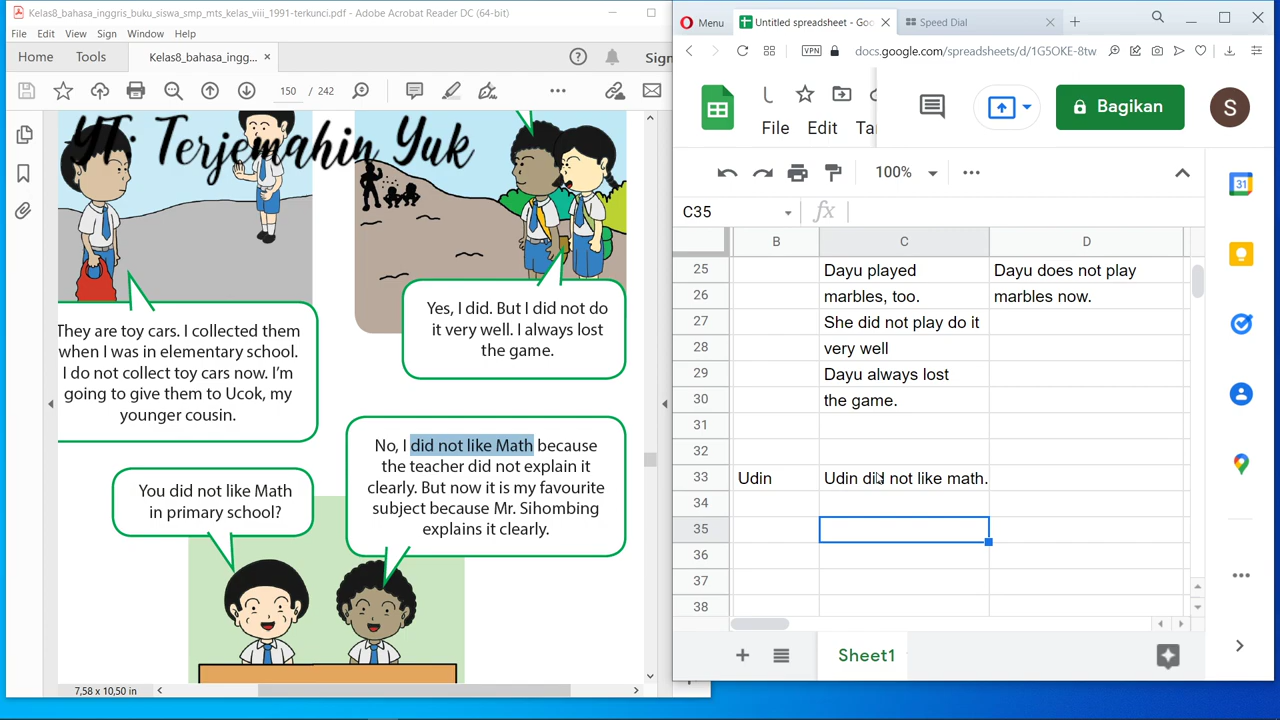 Kelas8_bahasa_inggris_buku_siswa_smp_mts_kelas_viii_1991-terkunci.pdf - Adobe Acrobat Reader DC (64-bit)
File Edit View Sign Window Help
Home Tools Kelas8_bahasa_ingg... ×
Sign
150 / 242
YT: Terjemahin Yuk
Yes, I did. But I did not do
it very well. I always lost
the game.
They are toy cars. I collected them
when I was in elementary school.
I do not collect toy cars now. I'm
going to give them to Ucok, my
younger cousin.
No, I did not like Math because
the teacher did not explain it
clearly. But now it is my favourite
subject because Mr. Sihombing
explains it clearly.
You did not like Math
in primary school?
7,58 x 10,50 in
Menu Untitled spreadsheet - Goo Speed Dial
VPN docs.google.com/spreadsheets/d/1G5OKE-8tw
File Edit
Bagikan S
100%
C35 fx
B C D
25 Dayu played Dayu does not play
26 marbles, too. marbles now.
27 She did not play do it
28 very well
29 Dayu always lost
30 the game.
31
32
33 Udin Udin did not like math.
34
35
36
37
38
Sheet1
31